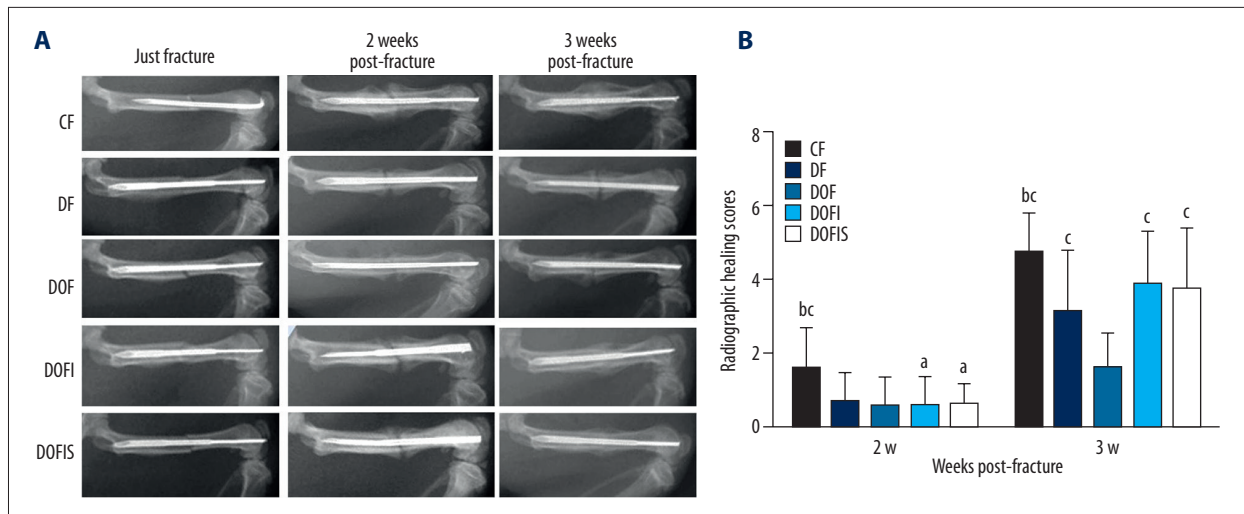 A
Just fracture
2 weeks
post-fracture
3 weeks
post-fracture
CF
DF
DOF
DOFI
DOFIS
B
Radiographic healing scores
8
6
4
2
0
CF
DF
DOF
DOFI
DOFIS
bc
a
a
bc
c
c
c
2 w
3 w
Weeks post-fracture